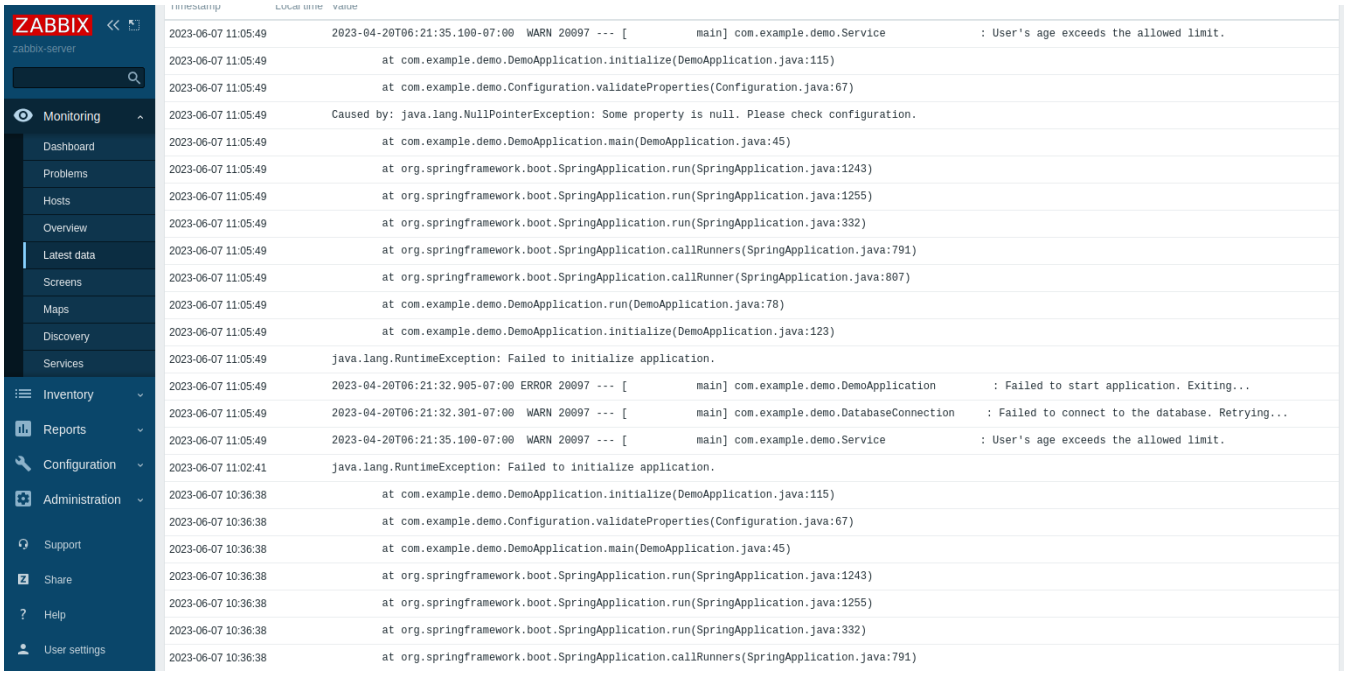 ZABBIX
zabbix-server
Monitoring
Dashboard
Problems
Hosts
Overview
Latest data
Screens
Maps
Discovery
Services
Inventory
Reports
Configuration
Administration
Support
Share
Help
User settings
Timestamp Local time Value
2023-06-07 11:05:49 2023-04-20T06:21:35.100-07:00  WARN 20097 --- [           main] com.example.demo.Service               : User's age exceeds the allowed limit.
2023-06-07 11:05:49 at com.example.demo.DemoApplication.initialize(DemoApplication.java:115)
2023-06-07 11:05:49 at com.example.demo.Configuration.validateProperties(Configuration.java:67)
2023-06-07 11:05:49 Caused by: java.lang.NullPointerException: Some property is null. Please check configuration.
2023-06-07 11:05:49 at com.example.demo.DemoApplication.main(DemoApplication.java:45)
2023-06-07 11:05:49 at org.springframework.boot.SpringApplication.run(SpringApplication.java:1243)
2023-06-07 11:05:49 at org.springframework.boot.SpringApplication.run(SpringApplication.java:1255)
2023-06-07 11:05:49 at org.springframework.boot.SpringApplication.run(SpringApplication.java:332)
2023-06-07 11:05:49 at org.springframework.boot.SpringApplication.callRunners(SpringApplication.java:791)
2023-06-07 11:05:49 at org.springframework.boot.SpringApplication.callRunner(SpringApplication.java:807)
2023-06-07 11:05:49 at com.example.demo.DemoApplication.run(DemoApplication.java:78)
2023-06-07 11:05:49 at com.example.demo.DemoApplication.initialize(DemoApplication.java:123)
2023-06-07 11:05:49 java.lang.RuntimeException: Failed to initialize application.
2023-06-07 11:05:49 2023-04-20T06:21:32.905-07:00 ERROR 20097 --- [           main] com.example.demo.DemoApplication         : Failed to start application. Exiting...
2023-06-07 11:05:49 2023-04-20T06:21:32.301-07:00  WARN 20097 --- [           main] com.example.demo.DatabaseConnection     : Failed to connect to the database. Retrying...
2023-06-07 11:05:49 2023-04-20T06:21:35.100-07:00  WARN 20097 --- [           main] com.example.demo.Service               : User's age exceeds the allowed limit.
2023-06-07 11:02:41 java.lang.RuntimeException: Failed to initialize application.
2023-06-07 10:36:38 at com.example.demo.DemoApplication.initialize(DemoApplication.java:115)
2023-06-07 10:36:38 at com.example.demo.Configuration.validateProperties(Configuration.java:67)
2023-06-07 10:36:38 at com.example.demo.DemoApplication.main(DemoApplication.java:45)
2023-06-07 10:36:38 at org.springframework.boot.SpringApplication.run(SpringApplication.java:1243)
2023-06-07 10:36:38 at org.springframework.boot.SpringApplication.run(SpringApplication.java:1255)
2023-06-07 10:36:38 at org.springframework.boot.SpringApplication.run(SpringApplication.java:332)
2023-06-07 10:36:38 at org.springframework.boot.SpringApplication.callRunners(SpringApplication.java:791)